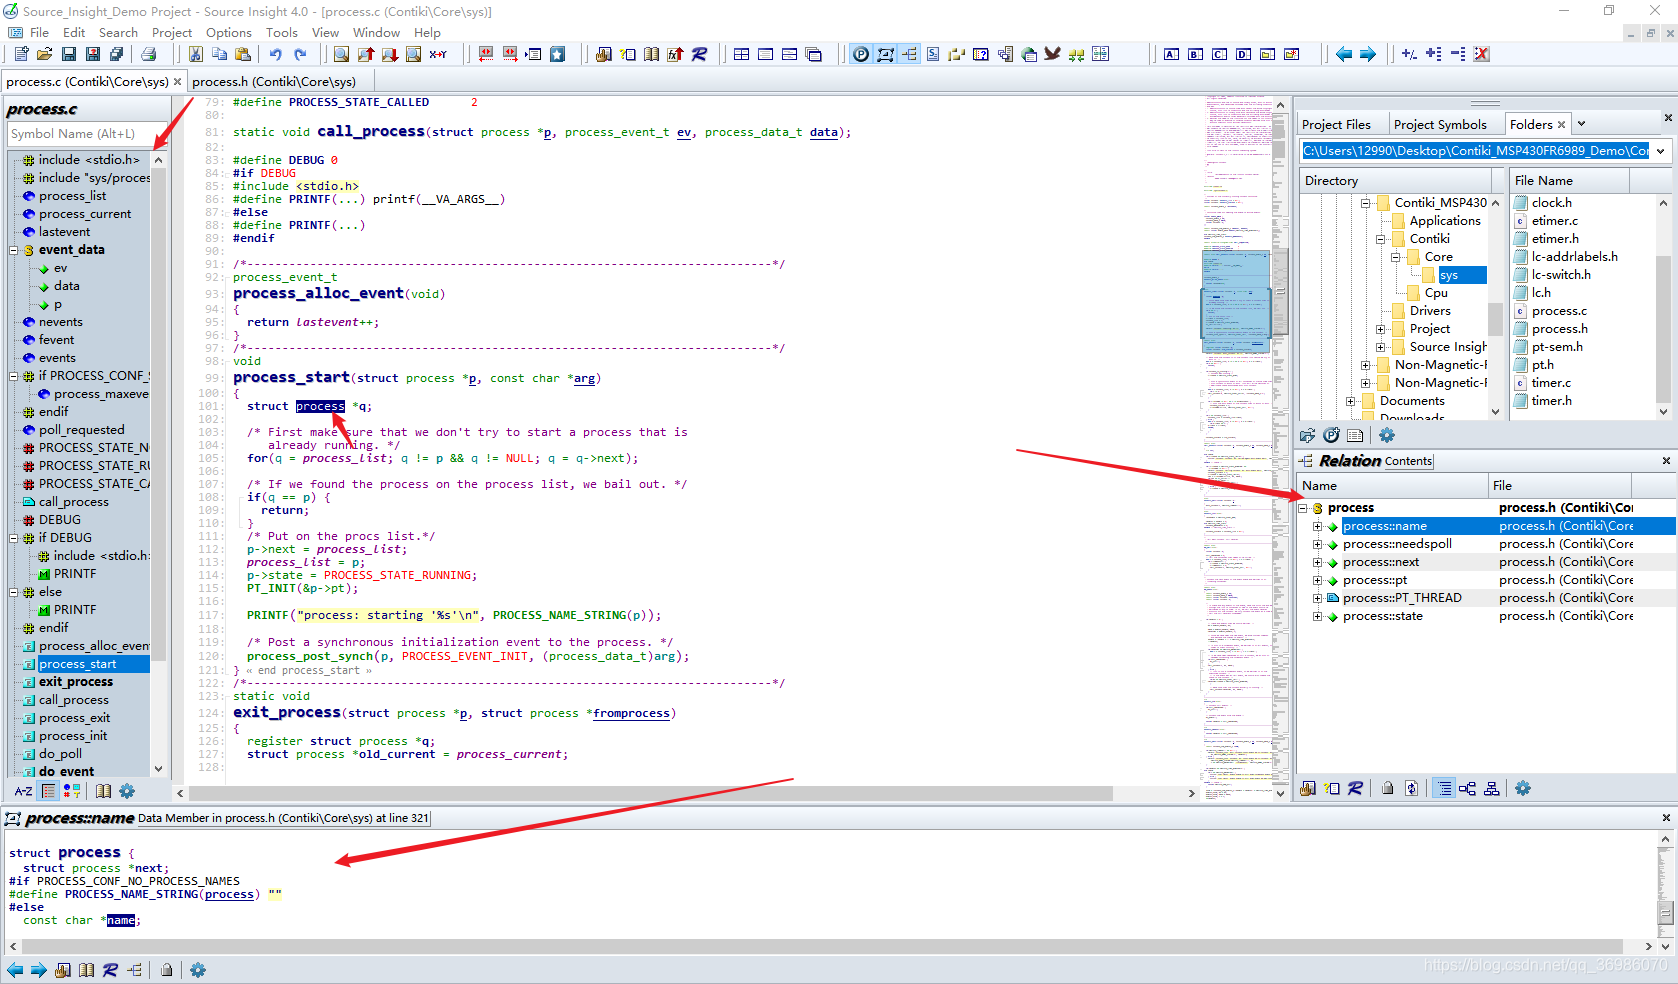 Source_Insight_Demo Project - Source Insight 4.0 - [process.c (Contiki\Core\sys)]
File Edit Search Project Options Tools View Window Help
process.c (Contiki\Core\sys) process.h (Contiki\Core\sys)
process.c
Symbol Name (Alt+L)
include <stdio.h>
include "sys/proces
process_list
process_current
lastevent
event_data
ev
data
p
nevents
fevent
events
if PROCESS_CONF_S
process_maxeve
endif
poll_requested
PROCESS_STATE_N
PROCESS_STATE_RU
PROCESS_STATE_CA
call_process
DEBUG
if DEBUG
include <stdio.h>
PRINTF
else
PRINTF
endif
process_alloc_even
process_start
exit_process
call_process
process_exit
process_init
do_poll
do_event
79: #define PROCESS_STATE_CALLED 2
80:
81: static void call_process(struct process *p, process_event_t ev, process_data_t data);
82:
83: #define DEBUG 0
84: #if DEBUG
85: #include <stdio.h>
86: #define PRINTF(...) printf(__VA_ARGS__)
87: #else
88: #define PRINTF(...)
89: #endif
90:
91: /*---------------------------------------------------------------------------*/
92: process_event_t
93: process_alloc_event(void)
94: {
95: return lastevent++;
96: }
97: /*---------------------------------------------------------------------------*/
98: void
99: process_start(struct process *p, const char *arg)
100: {
101: struct process *q;
102:
103: /* First make sure that we don't try to start a process that is
104: already running. */
105: for(q = process_list; q != p && q != NULL; q = q->next);
106:
107: /* If we found the process on the process list, we bail out. */
108: if(q == p) {
109: return;
110: }
111: /* Put on the procs list.*/
112: p->next = process_list;
113: process_list = p;
114: p->state = PROCESS_STATE_RUNNING;
115: PT_INIT(&p->pt);
116:
117: PRINTF("process: starting '%s'\n", PROCESS_NAME_STRING(p));
118:
119: /* Post a synchronous initialization event to the process. */
120: process_post_synch(p, PROCESS_EVENT_INIT, (process_data_t)arg);
121: } « end process_start »
122: /*---------------------------------------------------------------------------*/
123: static void
124: exit_process(struct process *p, struct process *fromprocess)
125: {
126: register struct process *q;
127: struct process *old_current = process_current;
128:
Project Files Project Symbols Folders
C:\Users\12990\Desktop\Contiki_MSP430FR6989_Demo\Cor
Directory
Contiki_MSP430
Applications
Contiki
Core
sys
Cpu
Drivers
Project
Source Insigh
Non-Magnetic-F
Non-Magnetic-F
Documents
Downloads
File Name
clock.h
etimer.c
etimer.h
lc-addrlabels.h
lc-switch.h
lc.h
process.c
process.h
pt-sem.h
pt.h
timer.c
timer.h
Relation Contents
Name File
process process.h (Contiki\Cor
process::name process.h (Contiki\Core
process::needspoll process.h (Contiki\Core
process::next process.h (Contiki\Core
process::pt process.h (Contiki\Core
process::PT_THREAD process.h (Contiki\Core
process::state process.h (Contiki\Core
process::name Data Member in process.h (Contiki\Core\sys) at line 321
struct process {
struct process *next;
#if PROCESS_CONF_NO_PROCESS_NAMES
#define PROCESS_NAME_STRING(process) ""
#else
const char *name;
https://blog.csdn.net/qq_36986070